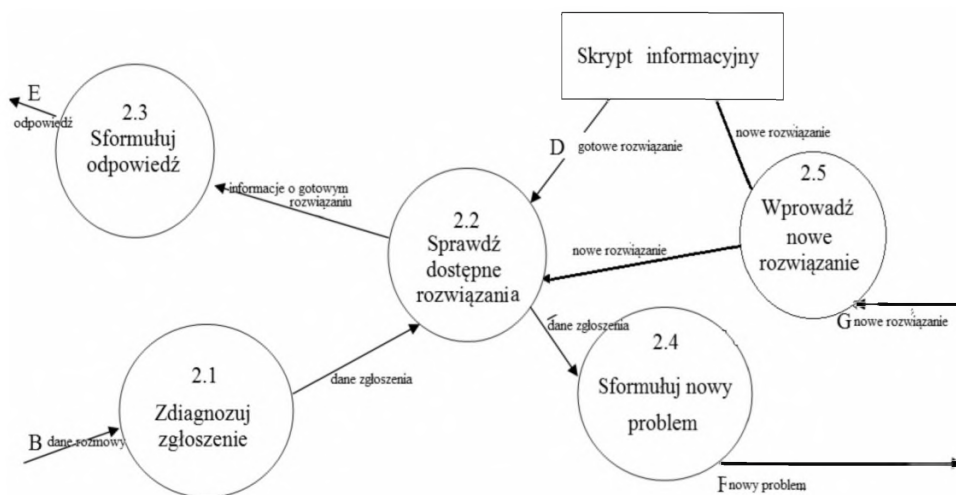 Skrypt informacyjny
E
odpowiedź
2.3
Sformułuj
odpowiedź
D
gotowe rozwiązanie
nowe rozwiązanie
2.5
Wprowadź
nowe
rozwiązanie
informacje o gotowym
rozwiązaniu
2.2
Sprawdź
dostępne
rozwiązania
nowe rozwiązanie
G nowe rozwiązanie
dane zgłoszenia
2.4
Sformułuj nowy
problem
2.1
Zdiagnozuj
zgłoszenie
dane zgłoszenia
B dane rozmowy
F nowy problem